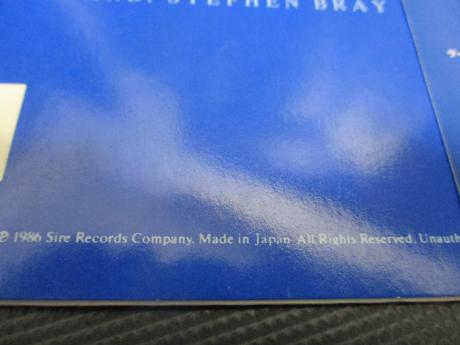 STEPHEN BRAY
℗ 1986 Sire Records Company. Made in Japan All Rights Reserved. Unauth